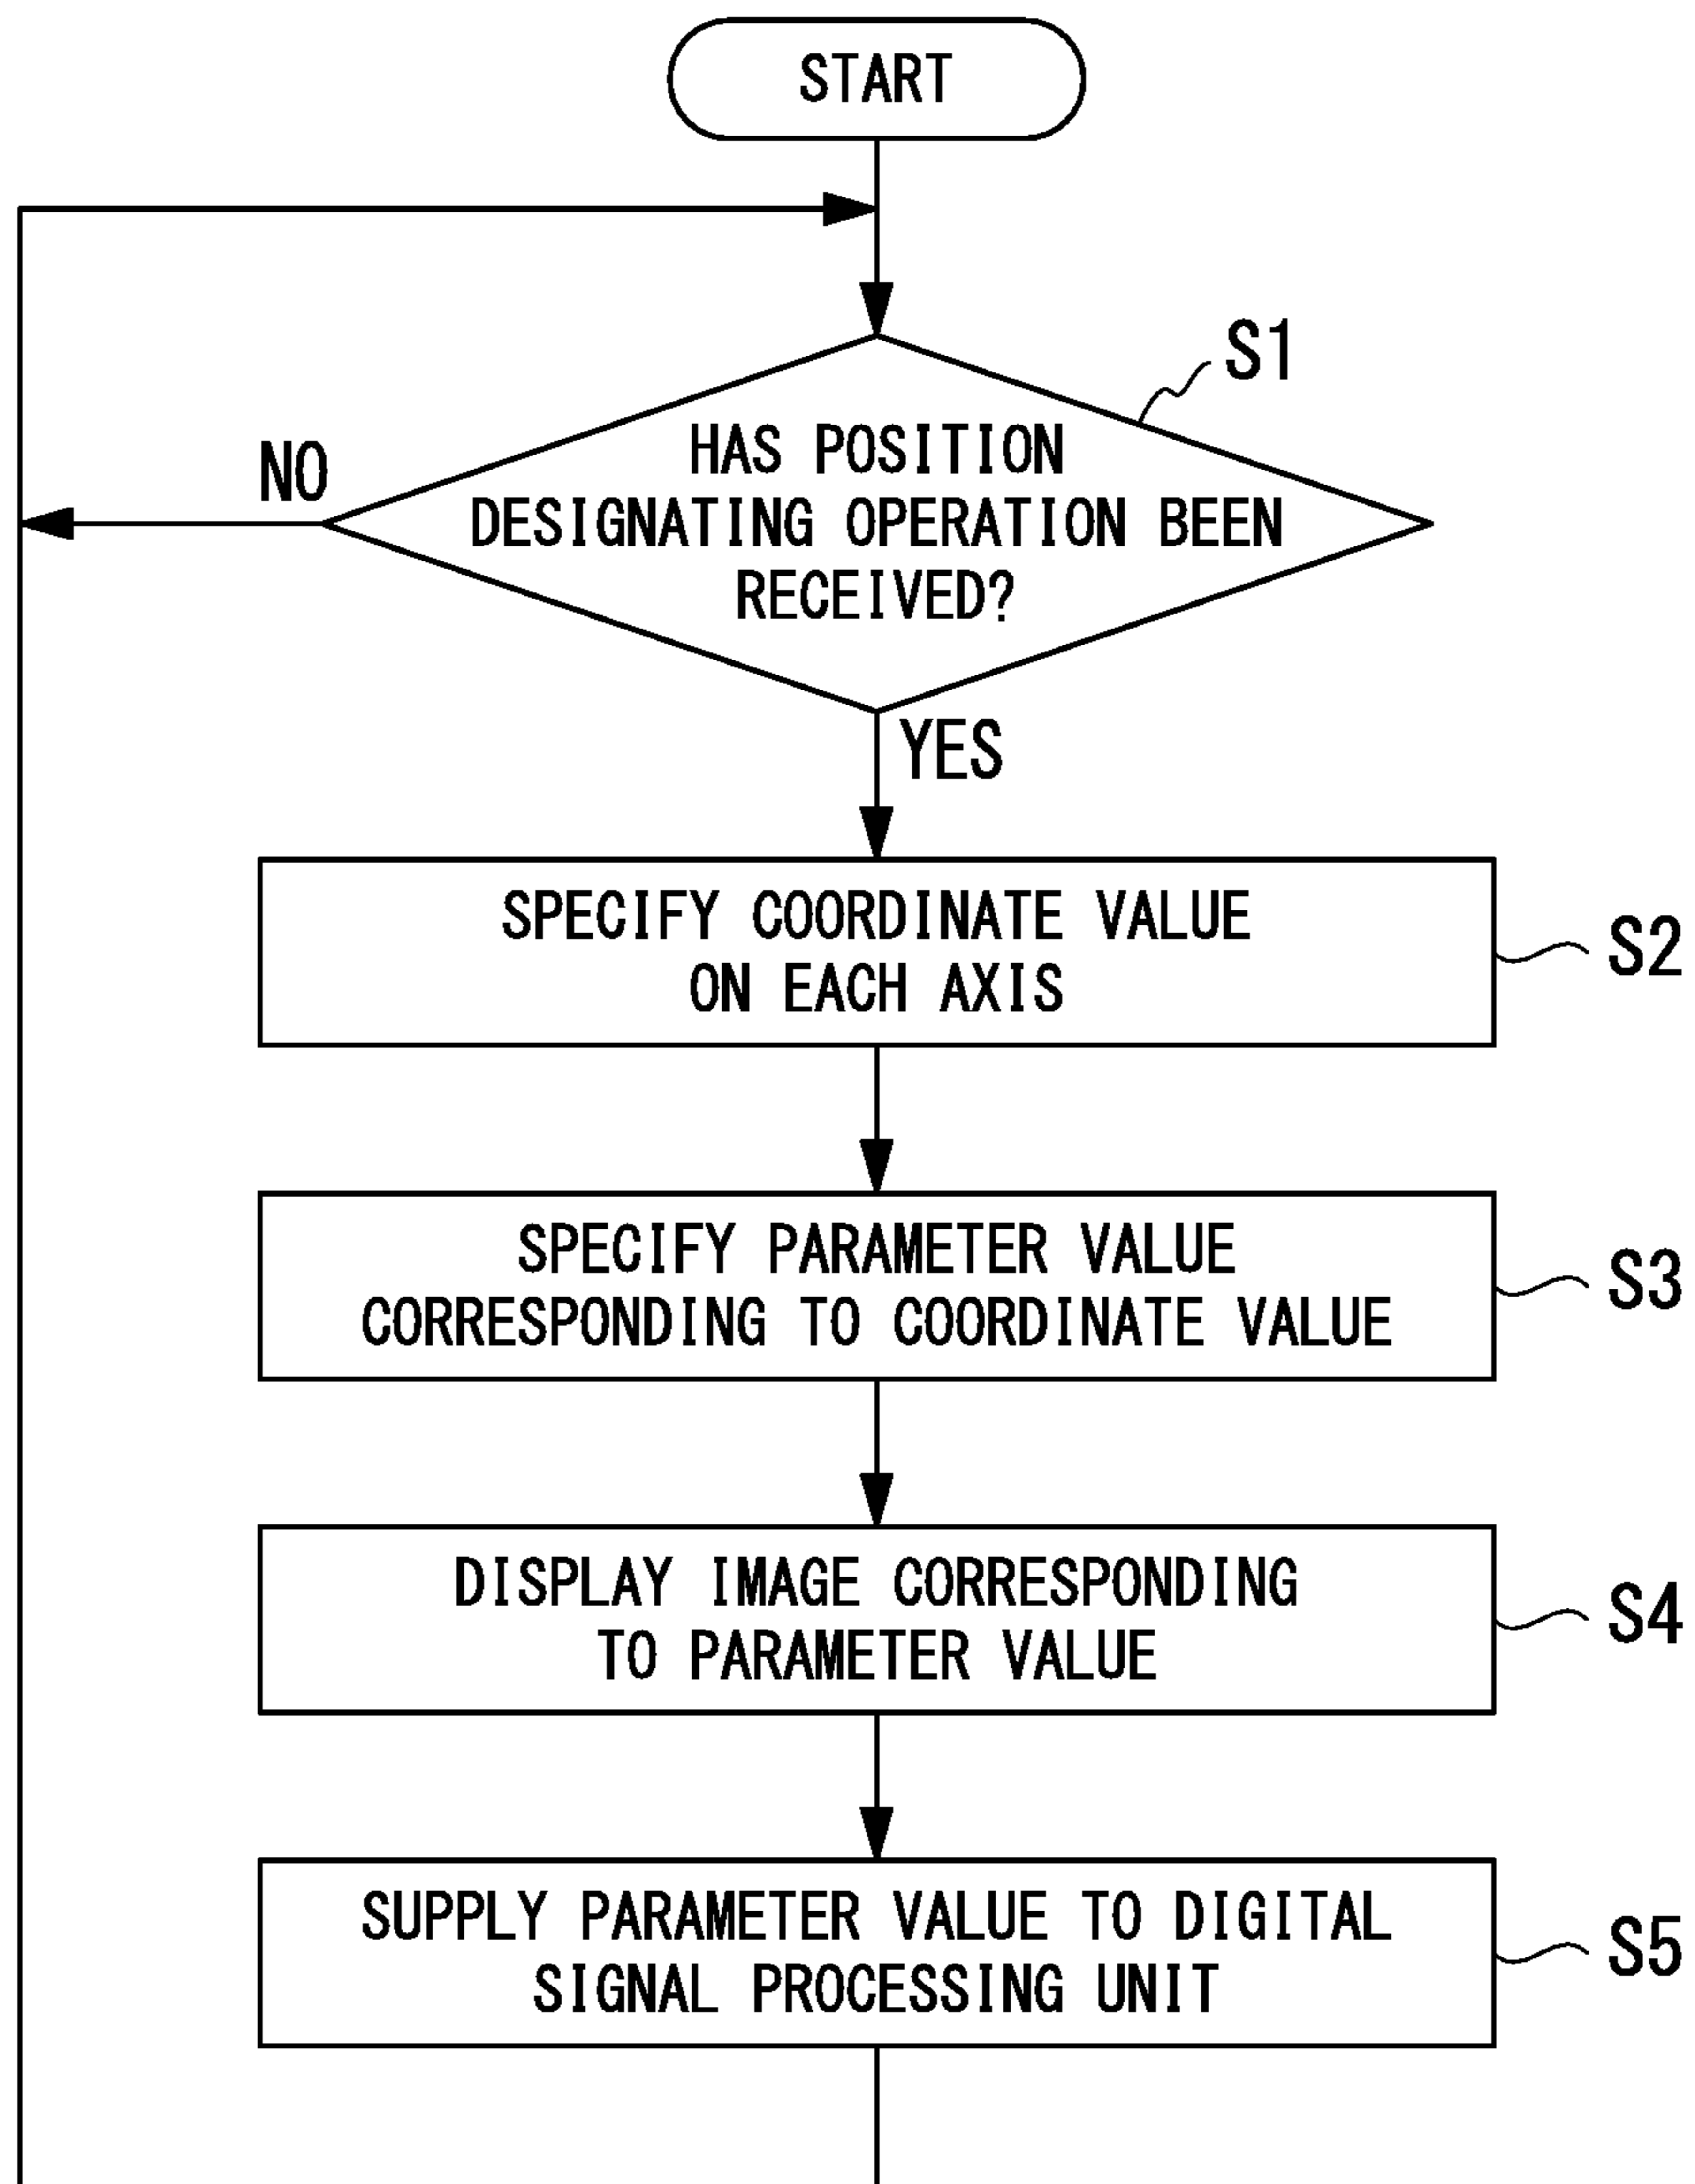 START
S1
HAS POSITION
DESIGNATING OPERATION BEEN
RECEIVED?
NO
YES
SPECIFY COORDINATE VALUE
ON EACH AXIS
S2
SPECIFY PARAMETER VALUE
CORRESPONDING TO COORDINATE VALUE
S3
DISPLAY IMAGE CORRESPONDING
TO PARAMETER VALUE
S4
SUPPLY PARAMETER VALUE TO DIGITAL
SIGNAL PROCESSING UNIT
S5